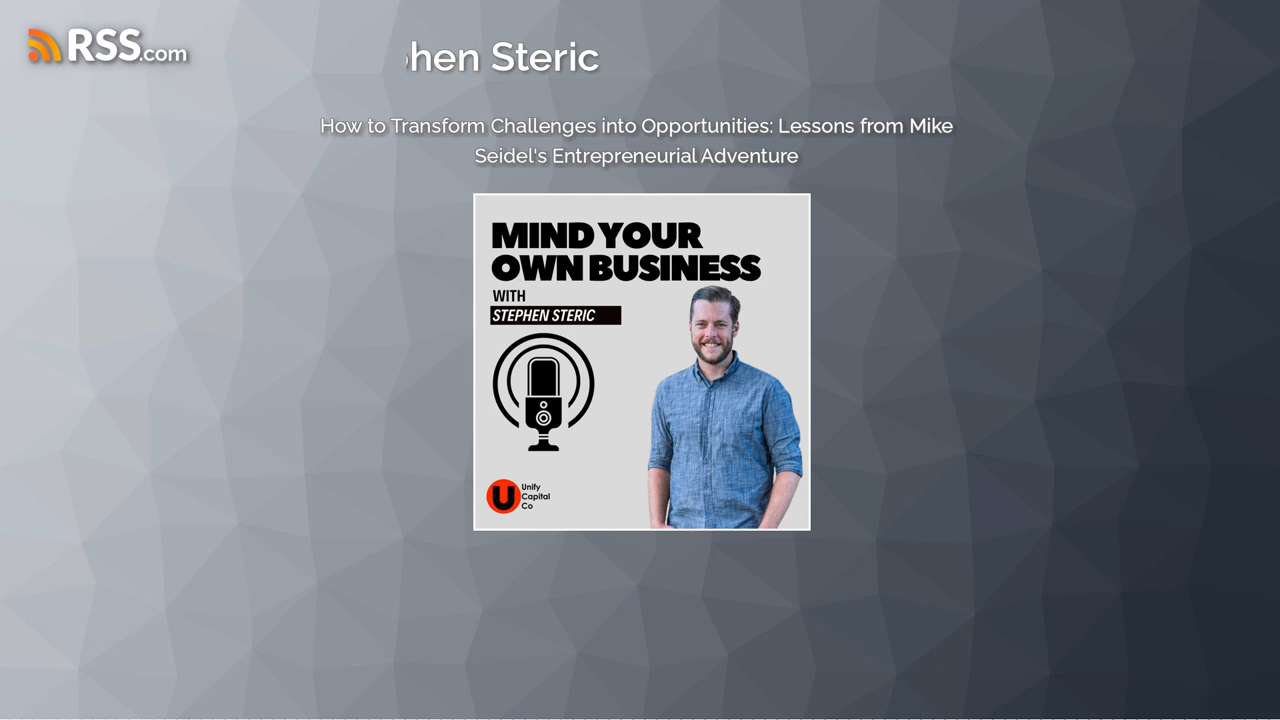 RSS.com
hen Steric
How to Transform Challenges into Opportunities: Lessons from Mike
Seidel's Entrepreneurial Adventure
MIND YOUR
OWN BUSINESS
WITH
STEPHEN STERIC
U
Unify
Capital
Co